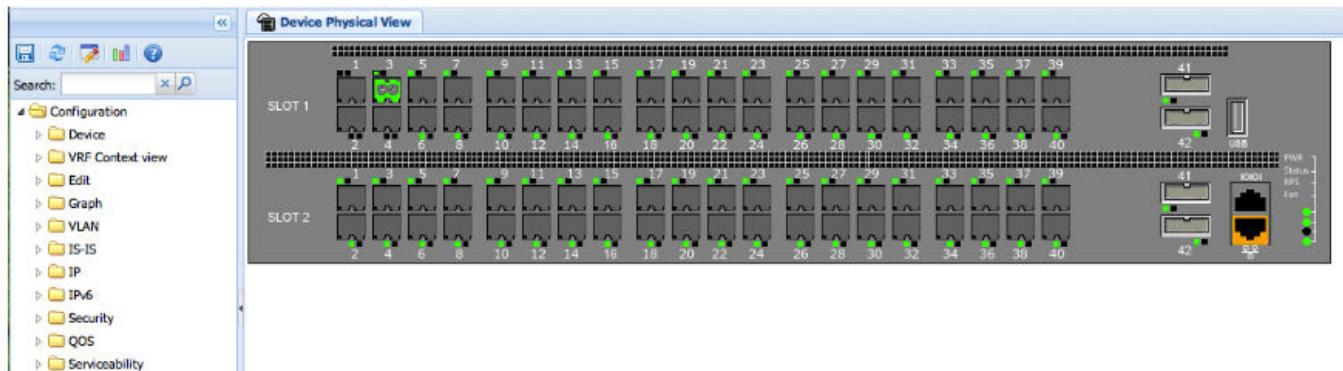 Device Physical View
Search:
Configuration
Device
VRF Context view
Edit
Graph
VLAN
IS-IS
IP
IPv6
Security
QOS
Serviceability
1 3 5 7 9 11 13 15 17 19 21 23 25 27 29 31 33 35 37 39 41
SLOT 1
2 4 6 8 10 12 14 16 18 20 22 24 26 28 30 32 34 36 38 40 42 USB
PWR
Status
RPS
Fan
1 3 5 7 9 11 13 15 17 19 21 23 25 27 29 31 33 35 37 39 41 IOIOI
SLOT 2
2 4 6 8 10 12 14 16 18 20 22 24 26 28 30 32 34 36 38 40 42